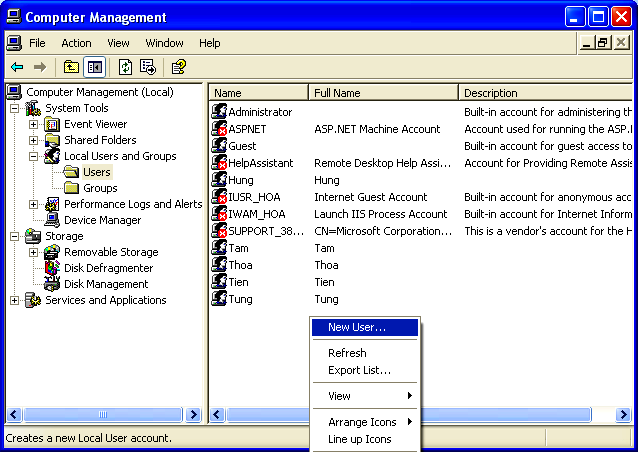 Computer Management
File Action View Window Help
Computer Management (Local)
System Tools
Event Viewer
Shared Folders
Local Users and Groups
Users
Groups
Performance Logs and Alerts
Device Manager
Storage
Removable Storage
Disk Defragmenter
Disk Management
Services and Applications
Name Full Name Description
Administrator Built-in account for administering th
ASPNET ASP.NET Machine Account Account used for running the ASP.
Guest Built-in account for guest access to
HelpAssistant Remote Desktop Help Assi... Account for Providing Remote Assis
Hung Hung
IUSR_HOA Internet Guest Account Built-in account for anonymous acc
IWAM_HOA Launch IIS Process Account Built-in account for Internet Inform
SUPPORT_38... CN=Microsoft Corporation... This is a vendor's account for the H
Tam Tam
Thoa Thoa
Tien Tien
Tung Tung
New User...
Refresh
Export List...
View
Arrange Icons
Line up Icons
Creates a new Local User account.